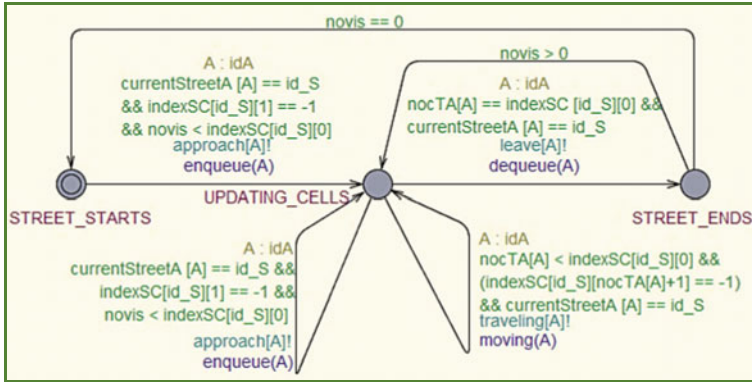 novis == 0
A : idA
currentStreetA [A] == id_S
&& indexSC[id_S][1] == -1
&& novis < indexSC[id_S][0]
approach[A]!
enqueue(A)
novis > 0
A : idA
nocTA[A] == indexSC [id_S][0] &&
currentStreetA [A] == id_S
leave[A]!
dequeue(A)
STREET_STARTS
UPDATING_CELLS
STREET_ENDS
A : idA
currentStreetA [A] == id_S &&
indexSC[id_S][1] == -1 &&
novis < indexSC[id_S][0]
approach[A]!
enqueue(A)
A : idA
nocTA[A] < indexSC[id_S][0] &&
(indexSC[id_S][nocTA[A]+1] == -1)
&& currentStreetA [A] == id_S
traveling[A]!
moving(A)